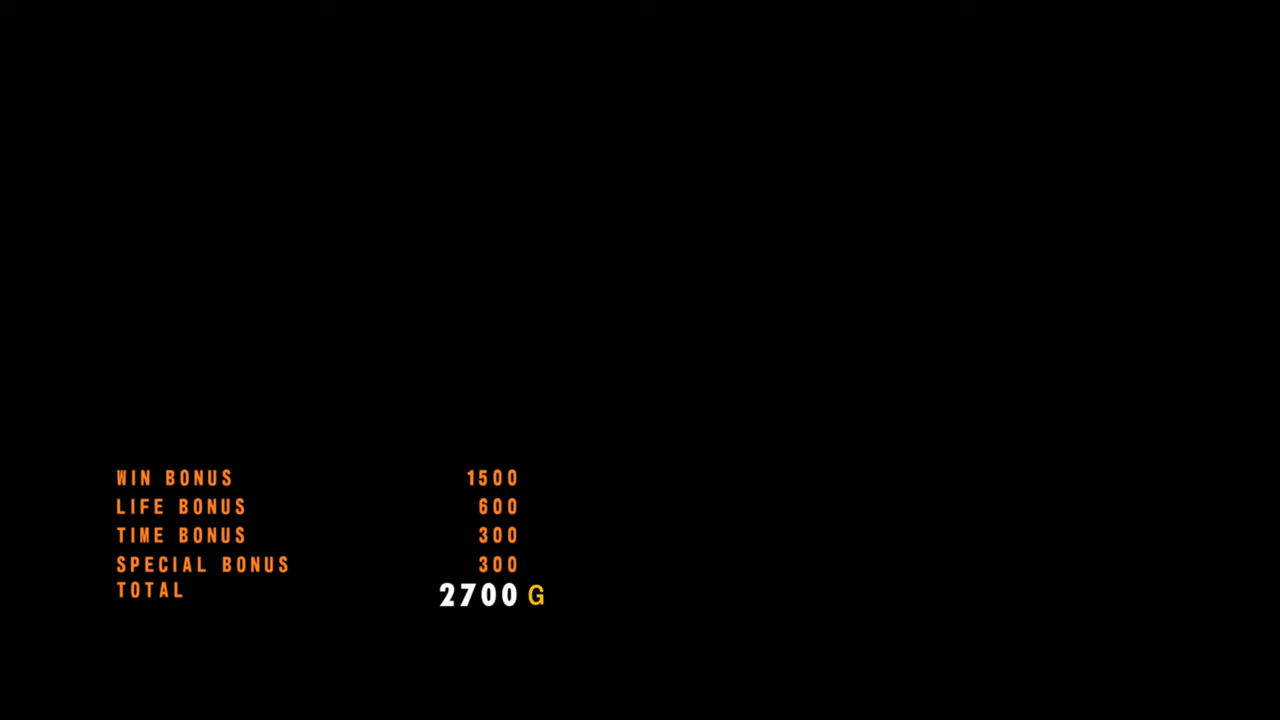 WIN BONUS 1500
LIFE BONUS 600
TIME BONUS 300
SPECIAL BONUS 300
TOTAL 2700 G